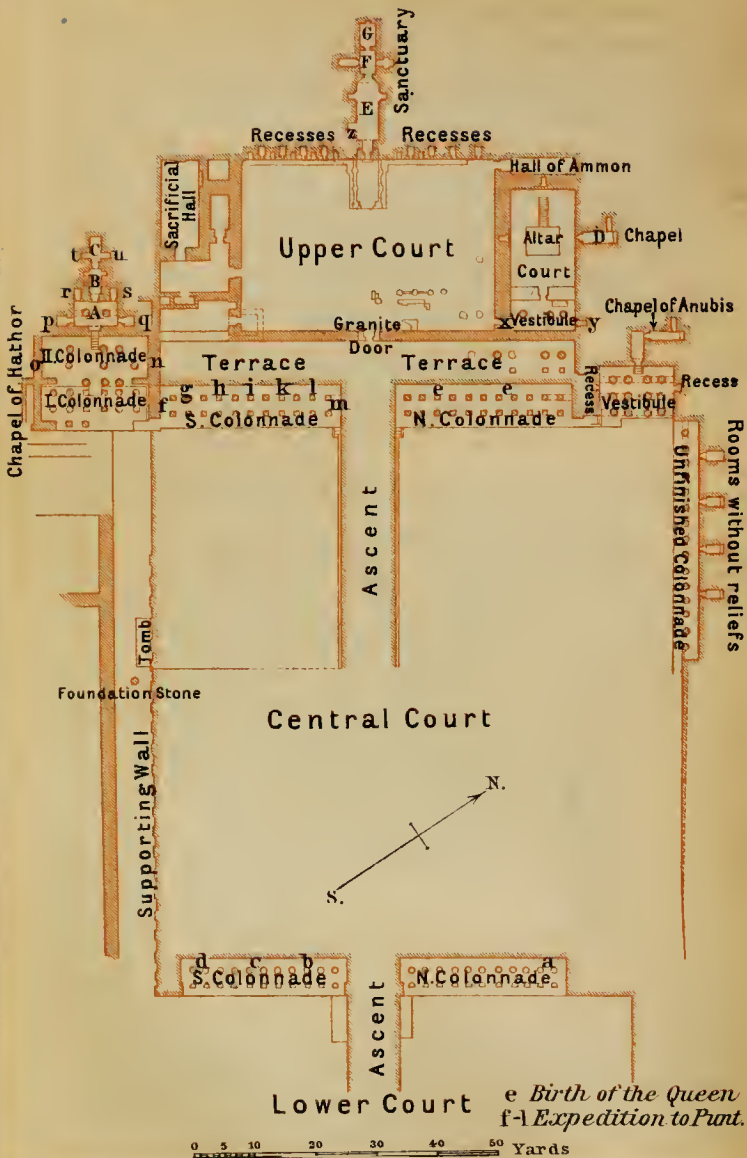 G
F
Sanctuary
E
z
Recesses
Recesses
Hall of Ammon
Sacrificial
Hall
Upper Court
Altar
D
Chapel
Court
t
C
u
B
r
s
A
p
q
Chapel of Anubis
Granite
x
Vestibule
y
Door
Chapel of Hathor
o
II. Colonnade
n
Terrace
Terrace
Recess
Recess
I. Colonnade
f
g
h
i
k
l
m
e
e
Vestibule
S. Colonnade
N. Colonnade
Unfinished Colonnade
Rooms without reliefs
Ascent
Tomb
Foundation Stone
Central Court
Supporting Wall
N.
S.
d
c
b
a
S. Colonnade
N. Colonnade
Ascent
Lower Court
e Birth of the Queen
f-l Expedition to Punt.
0 5 10 20 30 40 50 Yards